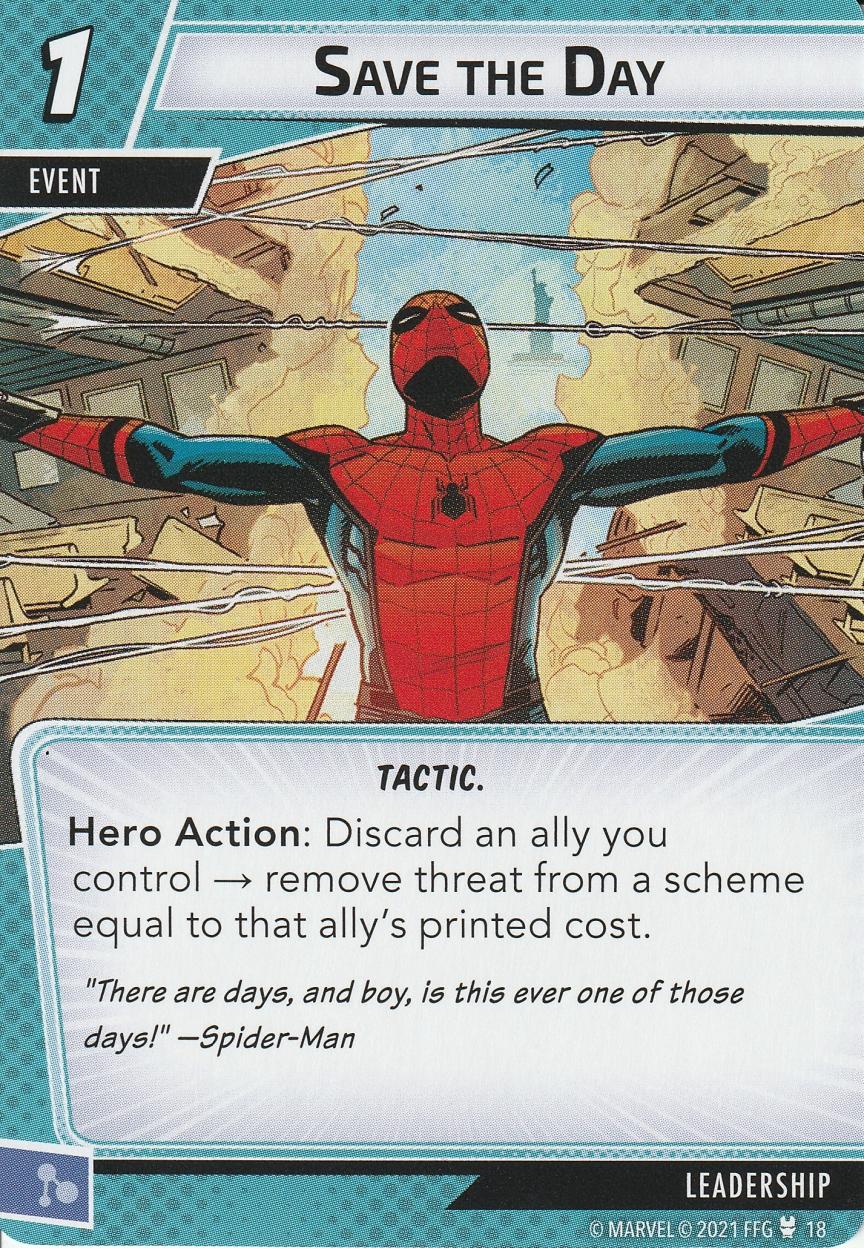 1
SAVE THE DAY
EVENT
TACTIC.
Hero Action: Discard an ally you
control → remove threat from a scheme
equal to that ally's printed cost.
"There are days, and boy, is this ever one of those
days!" —Spider-Man
LEADERSHIP
© MARVEL © 2021 FFG 18